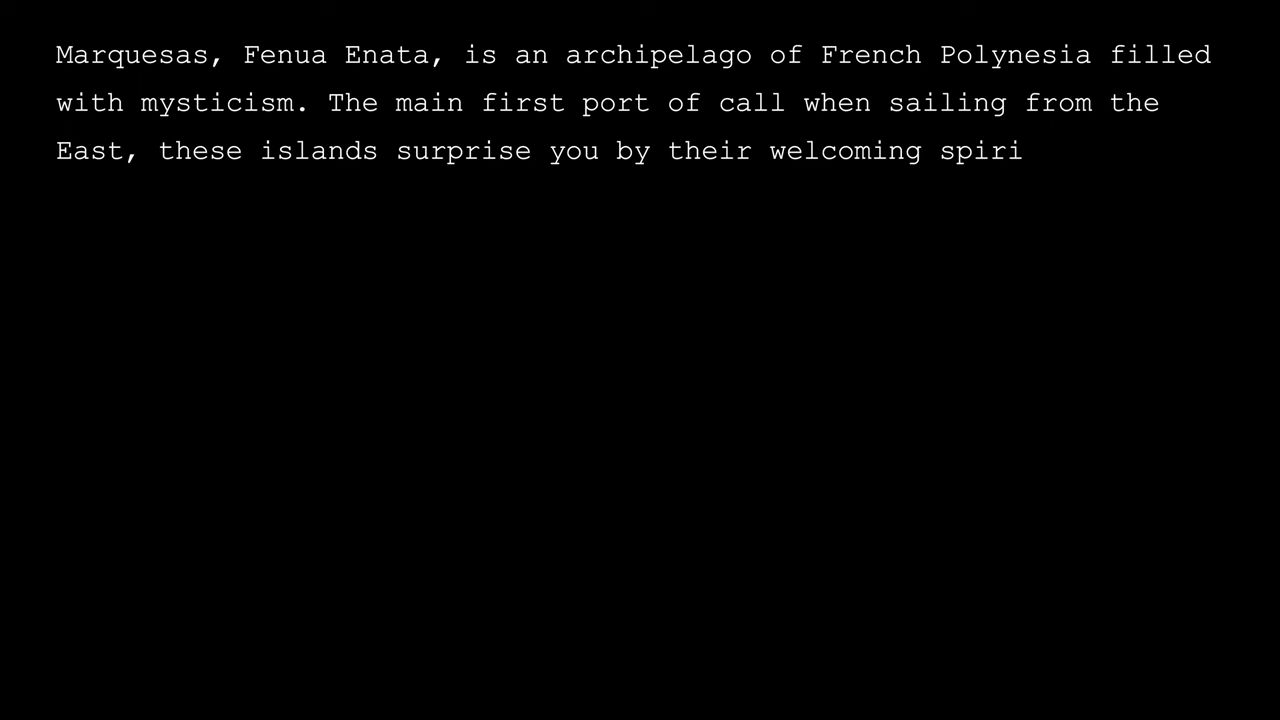 Marquesas, Fenua Enata, is an archipelago of French Polynesia filled
with mysticism. The main first port of call when sailing from the
East, these islands surprise you by their welcoming spiri